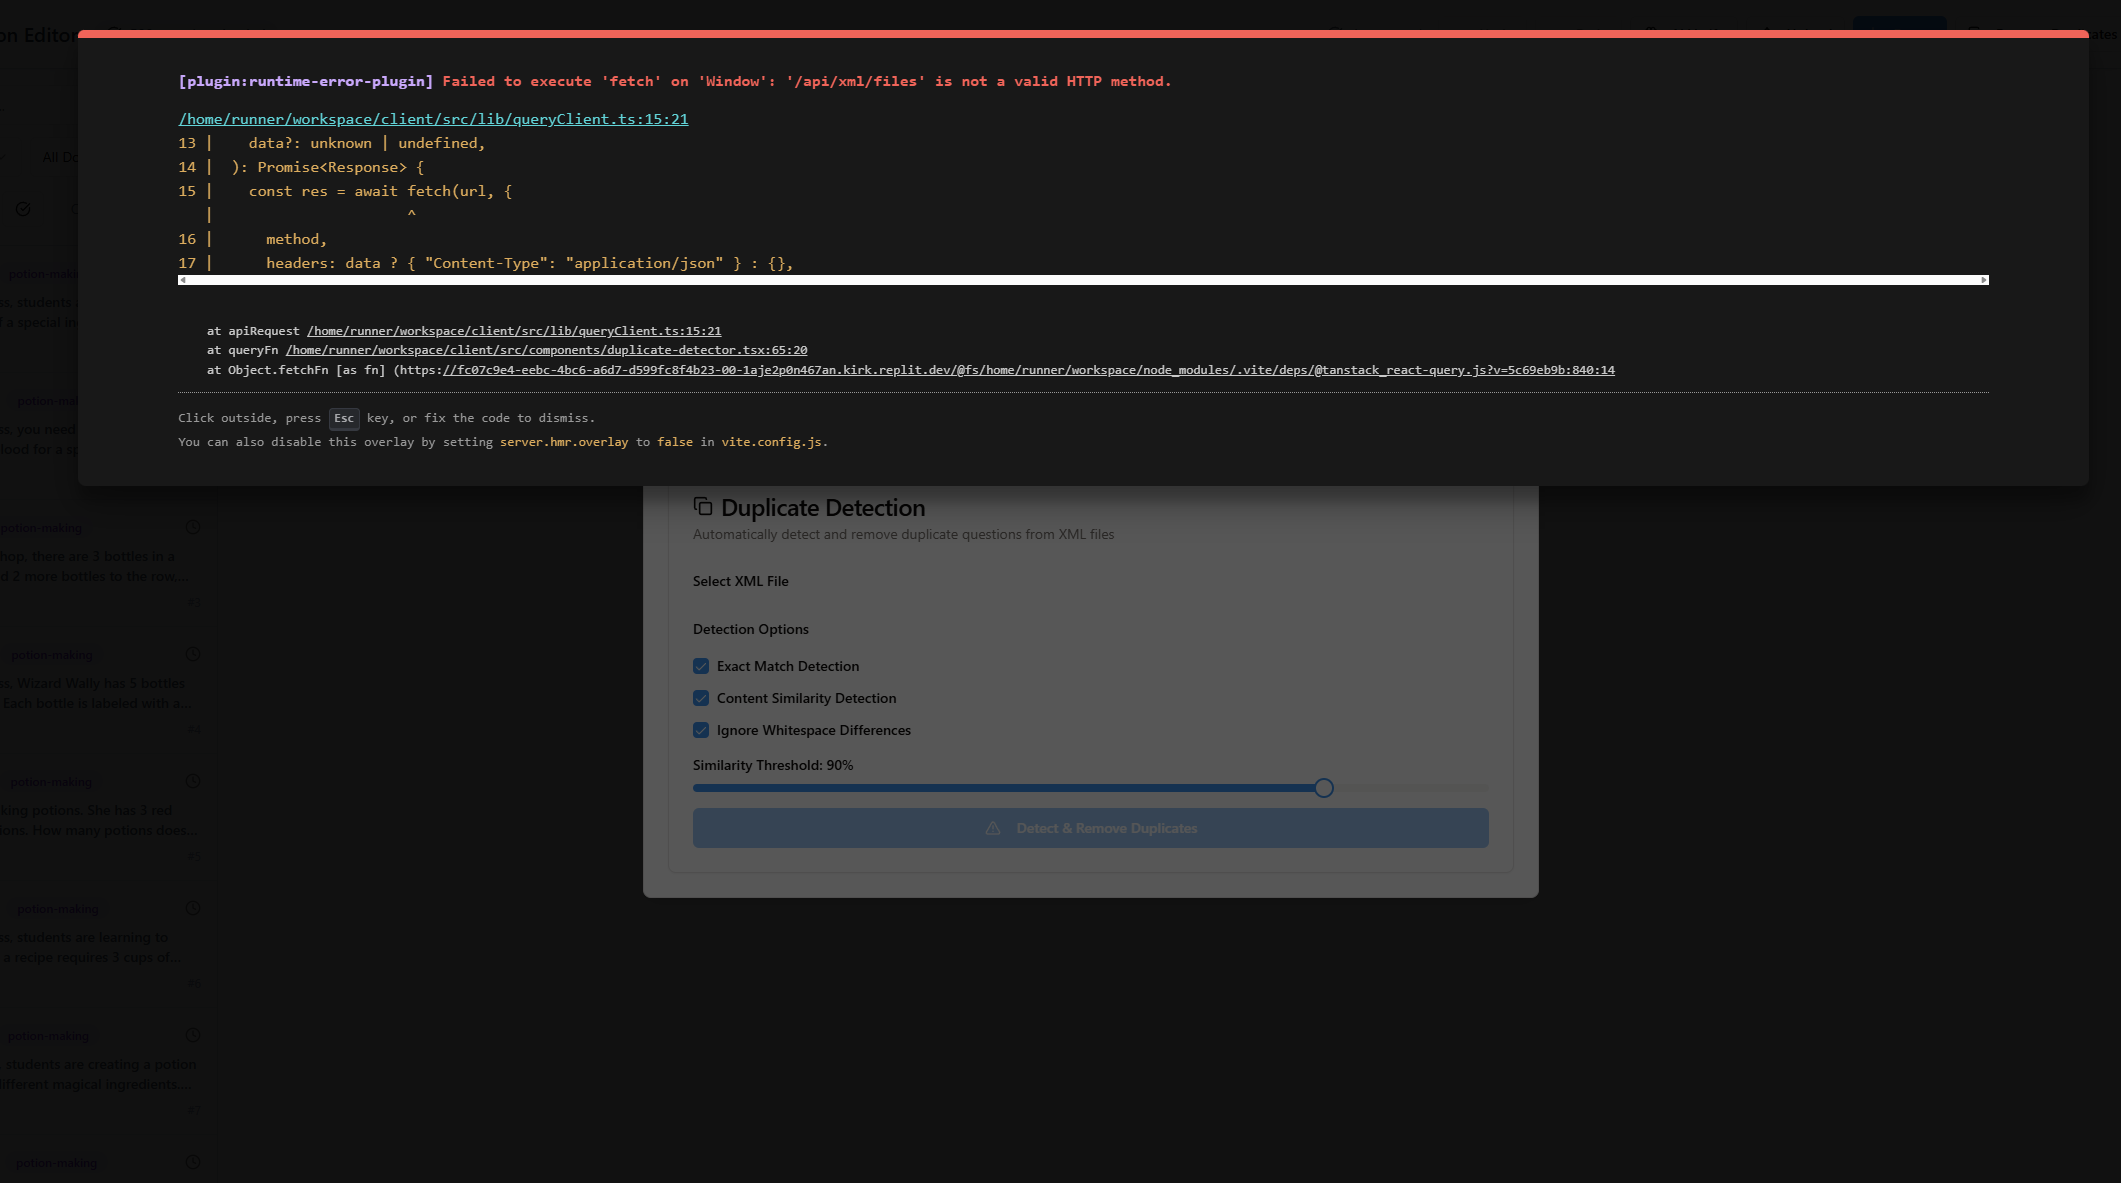 on Editor
ates
[plugin:runtime-error-plugin] Failed to execute 'fetch' on 'Window': '/api/xml/files' is not a valid HTTP method.
/home/runner/workspace/client/src/lib/queryClient.ts:15:21
13 |    data?: unknown | undefined,
14 |  ): Promise<Response> {
15 |    const res = await fetch(url, {
   |                      ^
16 |      method,
17 |      headers: data ? { "Content-Type": "application/json" } : {},
at apiRequest /home/runner/workspace/client/src/lib/queryClient.ts:15:21
at queryFn /home/runner/workspace/client/src/components/duplicate-detector.tsx:65:20
at Object.fetchFn [as fn] (https://fc07c9e4-eebc-4bc6-a6d7-d599fc8f4b23-00-1aje2p0n467an.kirk.replit.dev/@fs/home/runner/workspace/node_modules/.vite/deps/@tanstack_react-query.js?v=5c69eb9b:840:14
Click outside, press Esc key, or fix the code to dismiss.
You can also disable this overlay by setting server.hmr.overlay to false in vite.config.js.
All Do
potion-maki
ss, students
f a special in
potion-mal
ss, you need
lood for a sp
potion-making
hop, there are 3 bottles in a
d 2 more bottles to the row,...
#3
potion-making
ss. Wizard Wally has 5 bottles
Each bottle is labeled with a...
#4
potion-making
king potions. She has 3 red
ions. How many potions does...
#5
potion-making
ss, students are learning to
a recipe requires 3 cups of...
#6
potion-making
students are creating a potion
ifferent magical ingredients....
#7
potion-making
Duplicate Detection
Automatically detect and remove duplicate questions from XML files
Select XML File
Detection Options
Exact Match Detection
Content Similarity Detection
Ignore Whitespace Differences
Similarity Threshold: 90%
Detect & Remove Duplicates